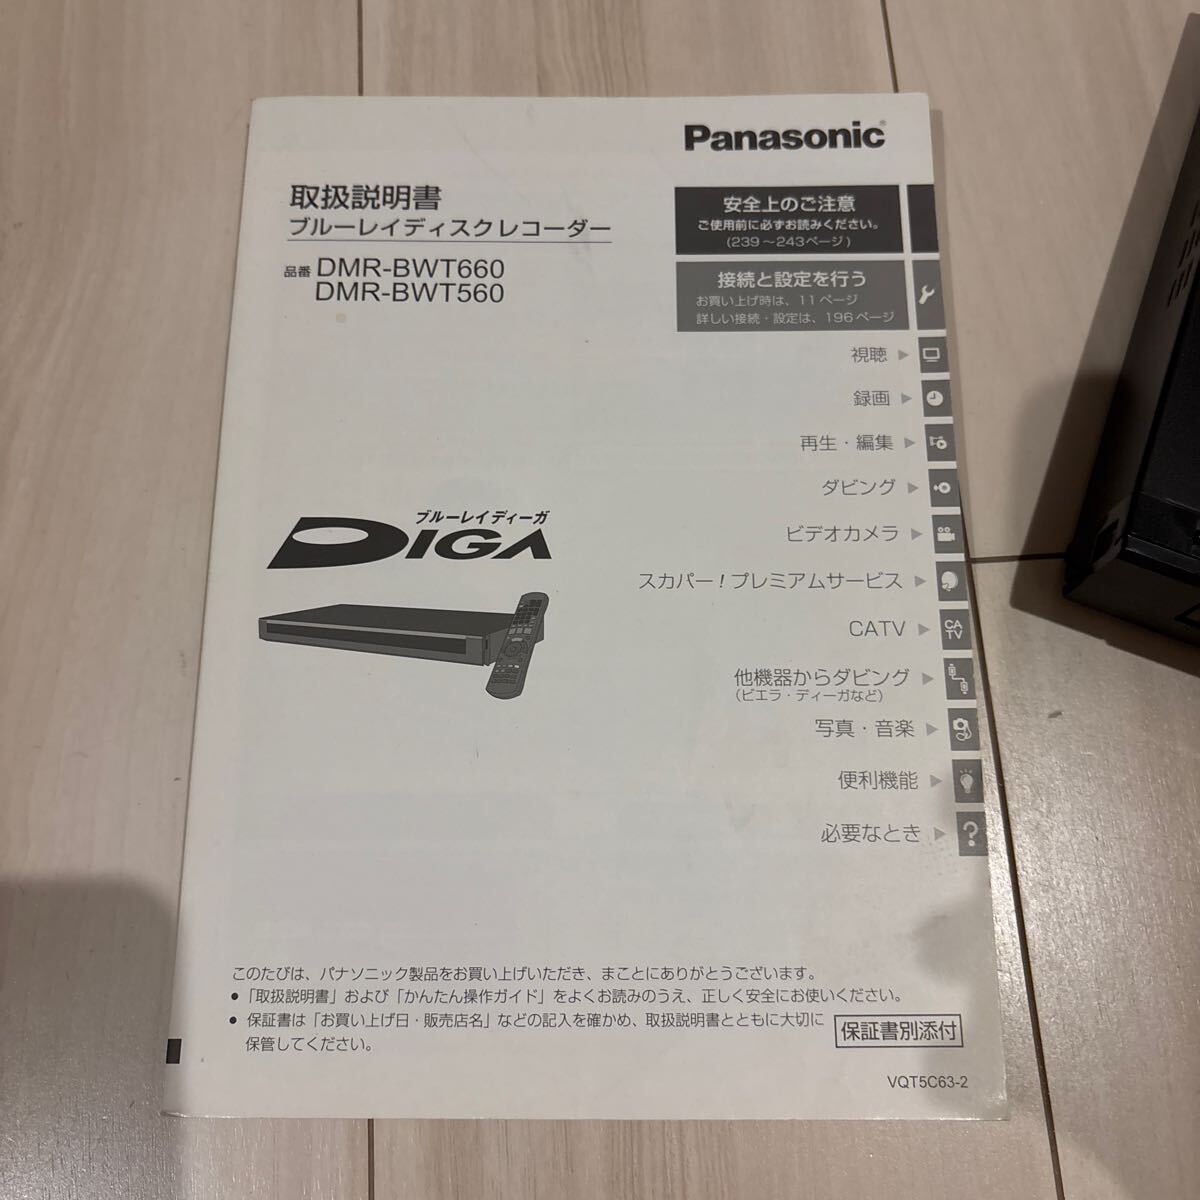 Panasonic®
取扱説明書
ブルーレイディスクレコーダー
品番 DMR-BWT660
DMR-BWT560
安全上のご注意
ご使用前に必ずお読みください。
(239～243ページ)
接続と設定を行う
お買い上げ時は、11ページ
詳しい接続・設定は、196ページ
視聴 ▶
録画 ▶
再生・編集 ▶
ダビング ▶
ビデオカメラ ▶
スカパー!プレミアムサービス ▶
CATV ▶
CA
TV
他機器からダビング ▶
(ビエラ・ディーガなど)
写真・音楽 ▶
便利機能 ▶
必要なとき ▶
?
ブルーレイディーガ
DIGA
このたびは、パナソニック製品をお買い上げいただき、まことにありがとうございます。
● 「取扱説明書」および「かんたん操作ガイド」をよくお読みのうえ、正しく安全にお使いください。
● 保証書は「お買い上げ日・販売店名」などの記入を確かめ、取扱説明書とともに大切に
保管してください。
保証書別添付
VQT5C63-2